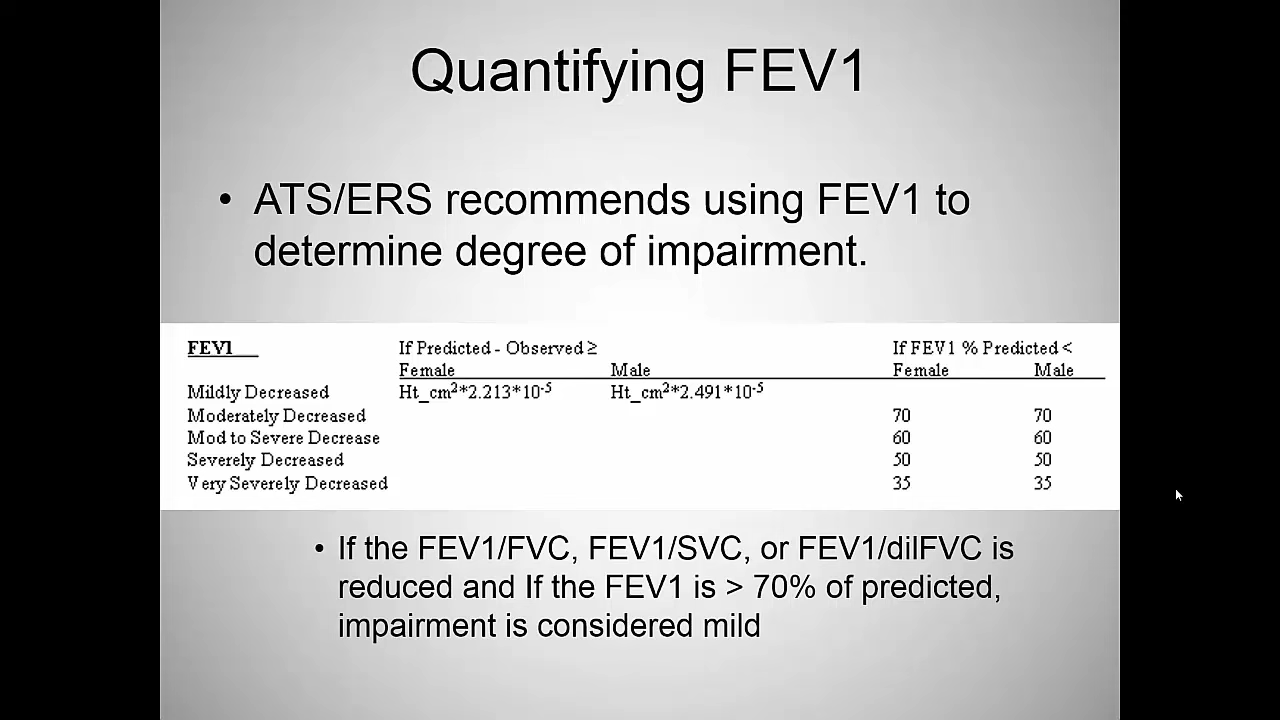 Quantifying FEV1
• ATS/ERS recommends using FEV1 to
determine degree of impairment.
FEV1 If Predicted - Observed ≥ If FEV1 % Predicted <
Female Male Female Male
Mildly Decreased Ht_cm²*2.213*10⁻⁵ Ht_cm²*2.491*10⁻⁵
Moderately Decreased 70 70
Mod to Severe Decrease 60 60
Severely Decreased 50 50
Very Severely Decreased 35 35
• If the FEV1/FVC, FEV1/SVC, or FEV1/dilFVC is
reduced and If the FEV1 is > 70% of predicted,
impairment is considered mild